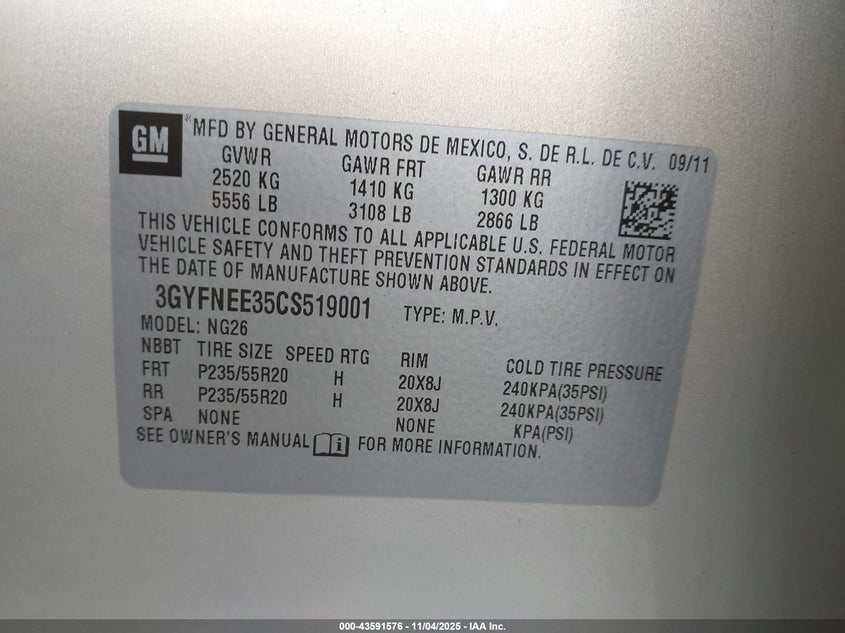 GM ® MFD BY GENERAL MOTORS DE MEXICO, S. DE R.L. DE C.V. 09/11
GVWR GAWR FRT GAWR RR
2520 KG 1410 KG 1300 KG
5556 LB 3108 LB 2866 LB
THIS VEHICLE CONFORMS TO ALL APPLICABLE U.S. FEDERAL MOTOR
VEHICLE SAFETY AND THEFT PREVENTION STANDARDS IN EFFECT ON
THE DATE OF MANUFACTURE SHOWN ABOVE.
3GYFNEE35CS519001 TYPE: M.P.V.
MODEL: NG26
NBBT TIRE SIZE SPEED RTG RIM COLD TIRE PRESSURE
FRT P235/55R20 H 20X8J 240KPA(35PSI)
RR P235/55R20 H 20X8J 240KPA(35PSI)
SPA NONE NONE KPA(PSI)
SEE OWNER'S MANUAL i FOR MORE INFORMATION.
000-43591576 - 11/04/2025 - IAA Inc.